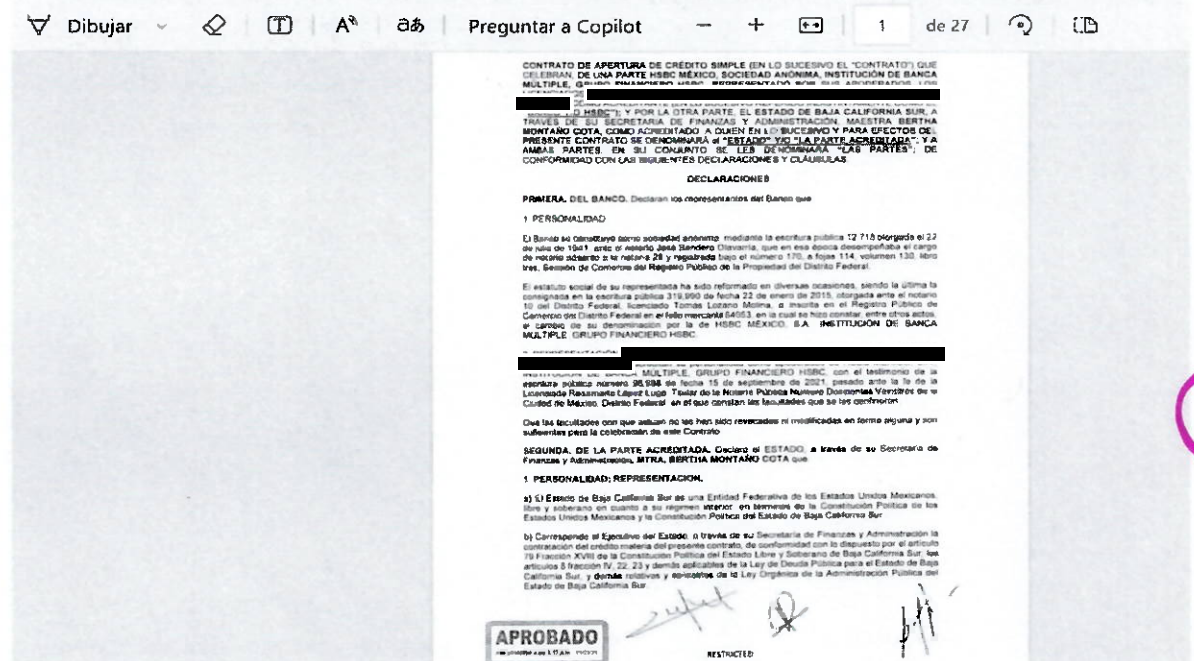 Dibujar Preguntar a Copilot 1 de 27
CONTRATO DE APERTURA DE CRÉDITO SIMPLE (EN LO SUCESIVO EL "CONTRATO") QUE
CELEBRAN, DE UNA PARTE HSBC MÉXICO, SOCIEDAD ANÓNIMA, INSTITUCIÓN DE BANCA
MÚLTIPLE, GRUPO FINANCIERO HSBC, REPRESENTADO POR SUS APODERADOS, LOS
LICENCIADOS
HSBC"); Y POR LA OTRA PARTE, EL ESTADO DE BAJA CALIFORNIA SUR, A
TRAVÉS DE SU SECRETARIA DE FINANZAS Y ADMINISTRACIÓN, MAESTRA BERTHA
MONTAÑO COTA, COMO ACREDITADO, A QUIEN EN LO SUCESIVO Y PARA EFECTOS DEL
PRESENTE CONTRATO SE DENOMINARÁ el "ESTADO" Y/O "LA PARTE ACREDITADA"; Y A
AMBAS PARTES, EN SU CONJUNTO SE LES DENOMINARÁ "LAS PARTES"; DE
CONFORMIDAD CON LAS SIGUIENTES DECLARACIONES Y CLÁUSULAS
DECLARACIONES
PRIMERA. DEL BANCO. Declaran los representantes del Banco que
1 PERSONALIDAD
El Banco se constituyó como sociedad anónima, mediante la escritura pública 12,718 otorgada el 27
de julio de 1941, ante el notario José Bandero Olavarría, que en esa época desempeñaba el cargo
de notario adscrito a la notaría 28 y registrada bajo el número 170, a fojas 114, volumen 130, libro
tres, Sección de Comercio del Registro Público de la Propiedad del Distrito Federal.
El estatuto social de su representada ha sido reformado en diversas ocasiones, siendo la última la
consignada en la escritura pública 319,990 de fecha 22 de enero de 2015, otorgada ante el notario
10 del Distrito Federal, licenciado Tomás Lozano Molina, e inscrita en el Registro Público de
Comercio del Distrito Federal en el folio mercantil 64053, en la cual se hizo constar, entre otros actos,
el cambio de su denominación por la de HSBC MÉXICO, S.A. INSTITUCIÓN DE BANCA
MÚLTIPLE, GRUPO FINANCIERO HSBC.
INSTITUCIÓN DE BANCA MÚLTIPLE, GRUPO FINANCIERO HSBC, con el testimonio de la
escritura pública número de fecha 15 de septiembre de 2021, pasado ante la fe de la
Licenciada Rosamaría López Lugo, Titular de la Notaría Pública Número Doscientos Veintitrés de la
Ciudad de México, Distrito Federal, en el que constan las facultades que se les confirieron
Que las facultades con que actúan no les han sido revocadas ni modificadas en forma alguna y son
suficientes para la celebración de este Contrato
SEGUNDA. DE LA PARTE ACREDITADA. Declara el ESTADO, a través de su Secretaria de
Finanzas y Administración, MTRA. BERTHA MONTAÑO COTA que
1 PERSONALIDAD; REPRESENTACION.
a) El Estado de Baja California Sur es una Entidad Federativa de los Estados Unidos Mexicanos,
libre y soberano en cuanto a su régimen interior, en términos de la Constitución Política de los
Estados Unidos Mexicanos y la Constitución Política del Estado de Baja California Sur
b) Corresponde al Ejecutivo del Estado, a través de su Secretaría de Finanzas y Administración la
contratación del crédito materia del presente contrato, de conformidad con lo dispuesto por el artículo
79 Fracción XVIII de la Constitución Política del Estado Libre y Soberano de Baja California Sur, los
artículos 8 fracción IV, 22, 23 y demás aplicables de la Ley de Deuda Pública para el Estado de Baja
California Sur, y demás relativos y aplicables de la Ley Orgánica de la Administración Pública del
Estado de Baja California Sur
APROBADO
RESTRICTED